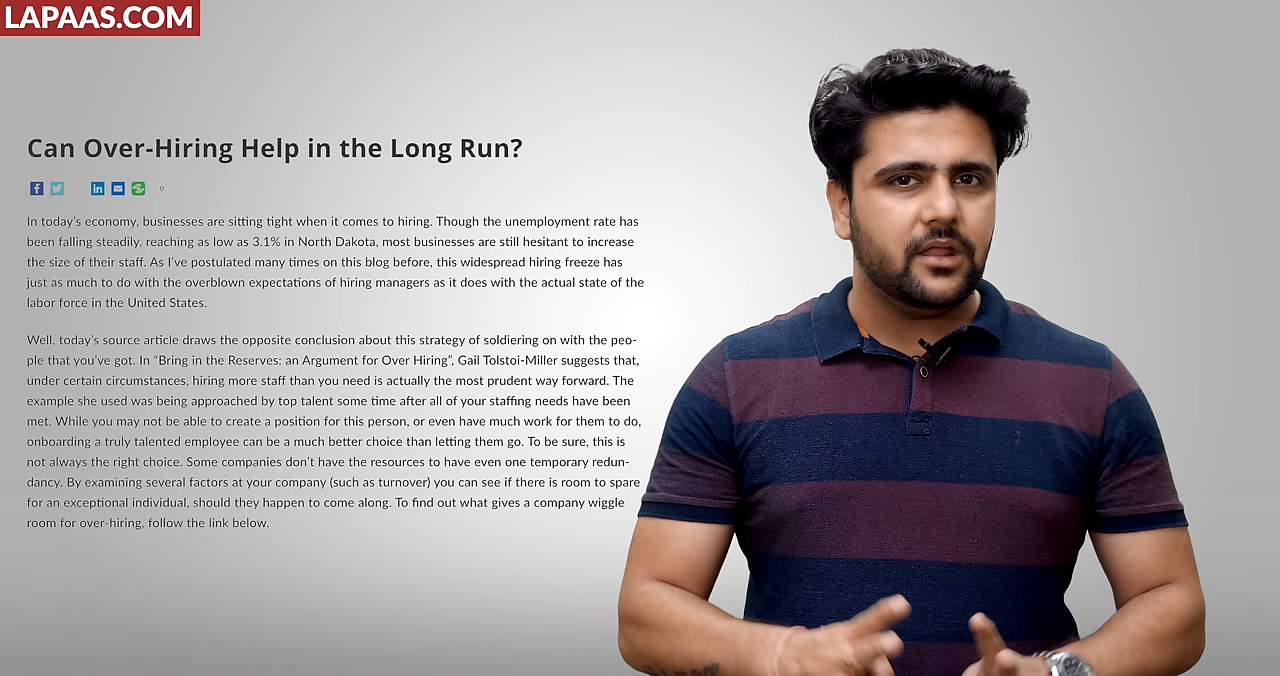 LAPAAS.COM
Can Over-Hiring Help in the Long Run?
0
In today's economy, businesses are sitting tight when it comes to hiring. Though the unemployment rate has
been falling steadily, reaching as low as 3.1% in North Dakota, most businesses are still hesitant to increase
the size of their staff. As I've postulated many times on this blog before, this widespread hiring freeze has
just as much to do with the overblown expectations of hiring managers as it does with the actual state of the
labor force in the United States.
Well, today's source article draws the opposite conclusion about this strategy of soldiering on with the peo-
ple that you've got. In “Bring in the Reserves: an Argument for Over Hiring”, Gail Tolstoi-Miller suggests that,
under certain circumstances, hiring more staff than you need is actually the most prudent way forward. The
example she used was being approached by top talent some time after all of your staffing needs have been
met. While you may not be able to create a position for this person, or even have much work for them to do,
onboarding a truly talented employee can be a much better choice than letting them go. To be sure, this is
not always the right choice. Some companies don't have the resources to have even one temporary redun-
dancy. By examining several factors at your company (such as turnover) you can see if there is room to spare
for an exceptional individual, should they happen to come along. To find out what gives a company wiggle
room for over-hiring, follow the link below.